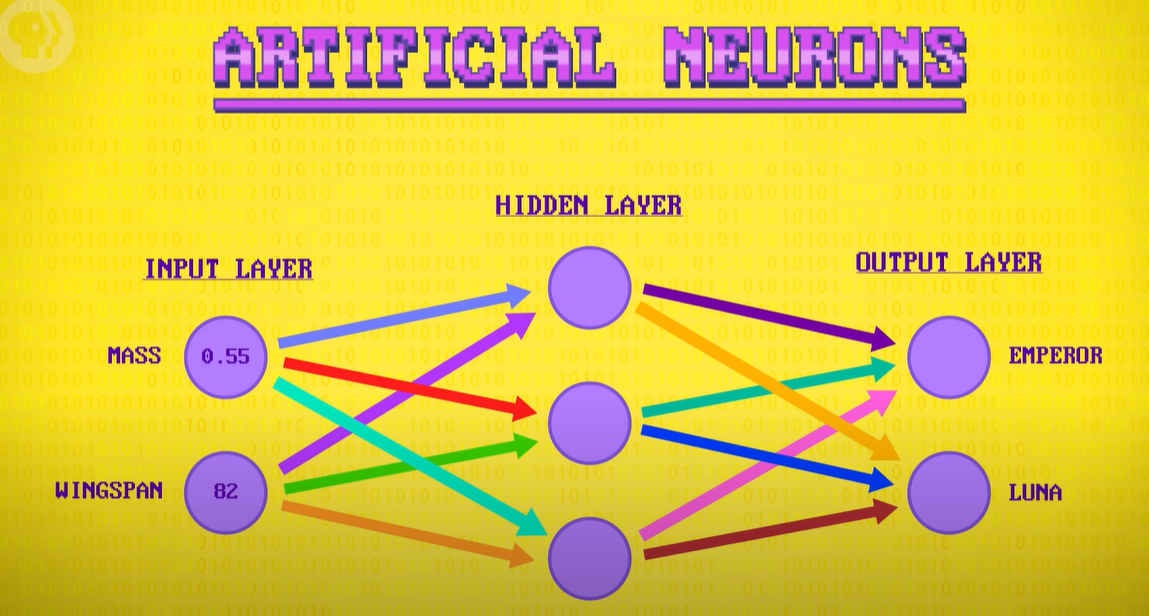 ARTIFICIAL NEURONS
HIDDEN LAYER
INPUT LAYER
OUTPUT LAYER
MASS
0.55
EMPEROR
WINGSPAN
82
LUNA